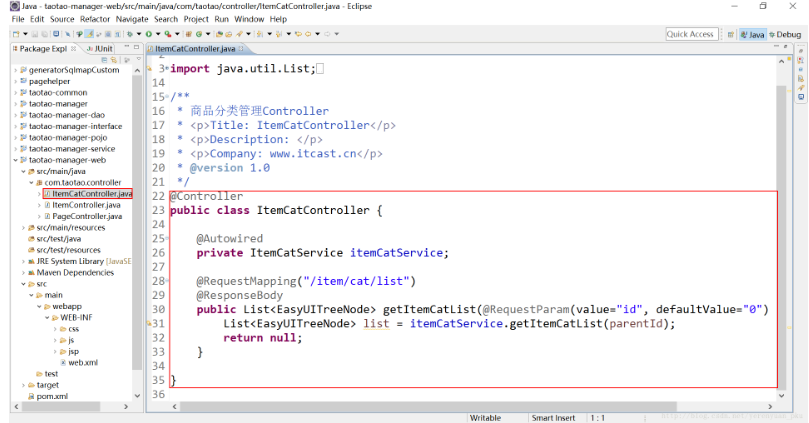 Java - taotao-manager-web/src/main/java/com/taotao/controller/ItemCatController.java - Eclipse
File Edit Source Refactor Navigate Search Project Run Window Help
Quick Access
Java
Debug
Package Expl
JUnit
generatorSqlmapCustom
pagehelper
taotao-common
taotao-manager
taotao-manager-dao
taotao-manager-interface
taotao-manager-pojo
taotao-manager-service
taotao-manager-web
src/main/java
com.taotao.controller
ItemCatController.java
ItemController.java
PageController.java
src/main/resources
src/test/java
src/test/resources
JRE System Library [JavaSE
Maven Dependencies
src
main
webapp
WEB-INF
css
js
jsp
web.xml
test
target
pom.xml
ItemCatController.java
2
3 import java.util.List;
14
15 /**
16 * 商品分类管理Controller
17 * <p>Title: ItemCatController</p>
18 * <p>Description: </p>
19 * <p>Company: www.itcast.cn</p>
20 * @version 1.0
21 */
22 @Controller
23 public class ItemCatController {
24
25 @Autowired
26 private ItemCatService itemCatService;
27
28 @RequestMapping("/item/cat/list")
29 @ResponseBody
30 public List<EasyUITreeNode> getItemCatList(@RequestParam(value="id", defaultValue="0")
31 List<EasyUITreeNode> list = itemCatService.getItemCatList(parentId);
32 return null;
33 }
34
35 }
36
Writable
Smart Insert
1 : 1